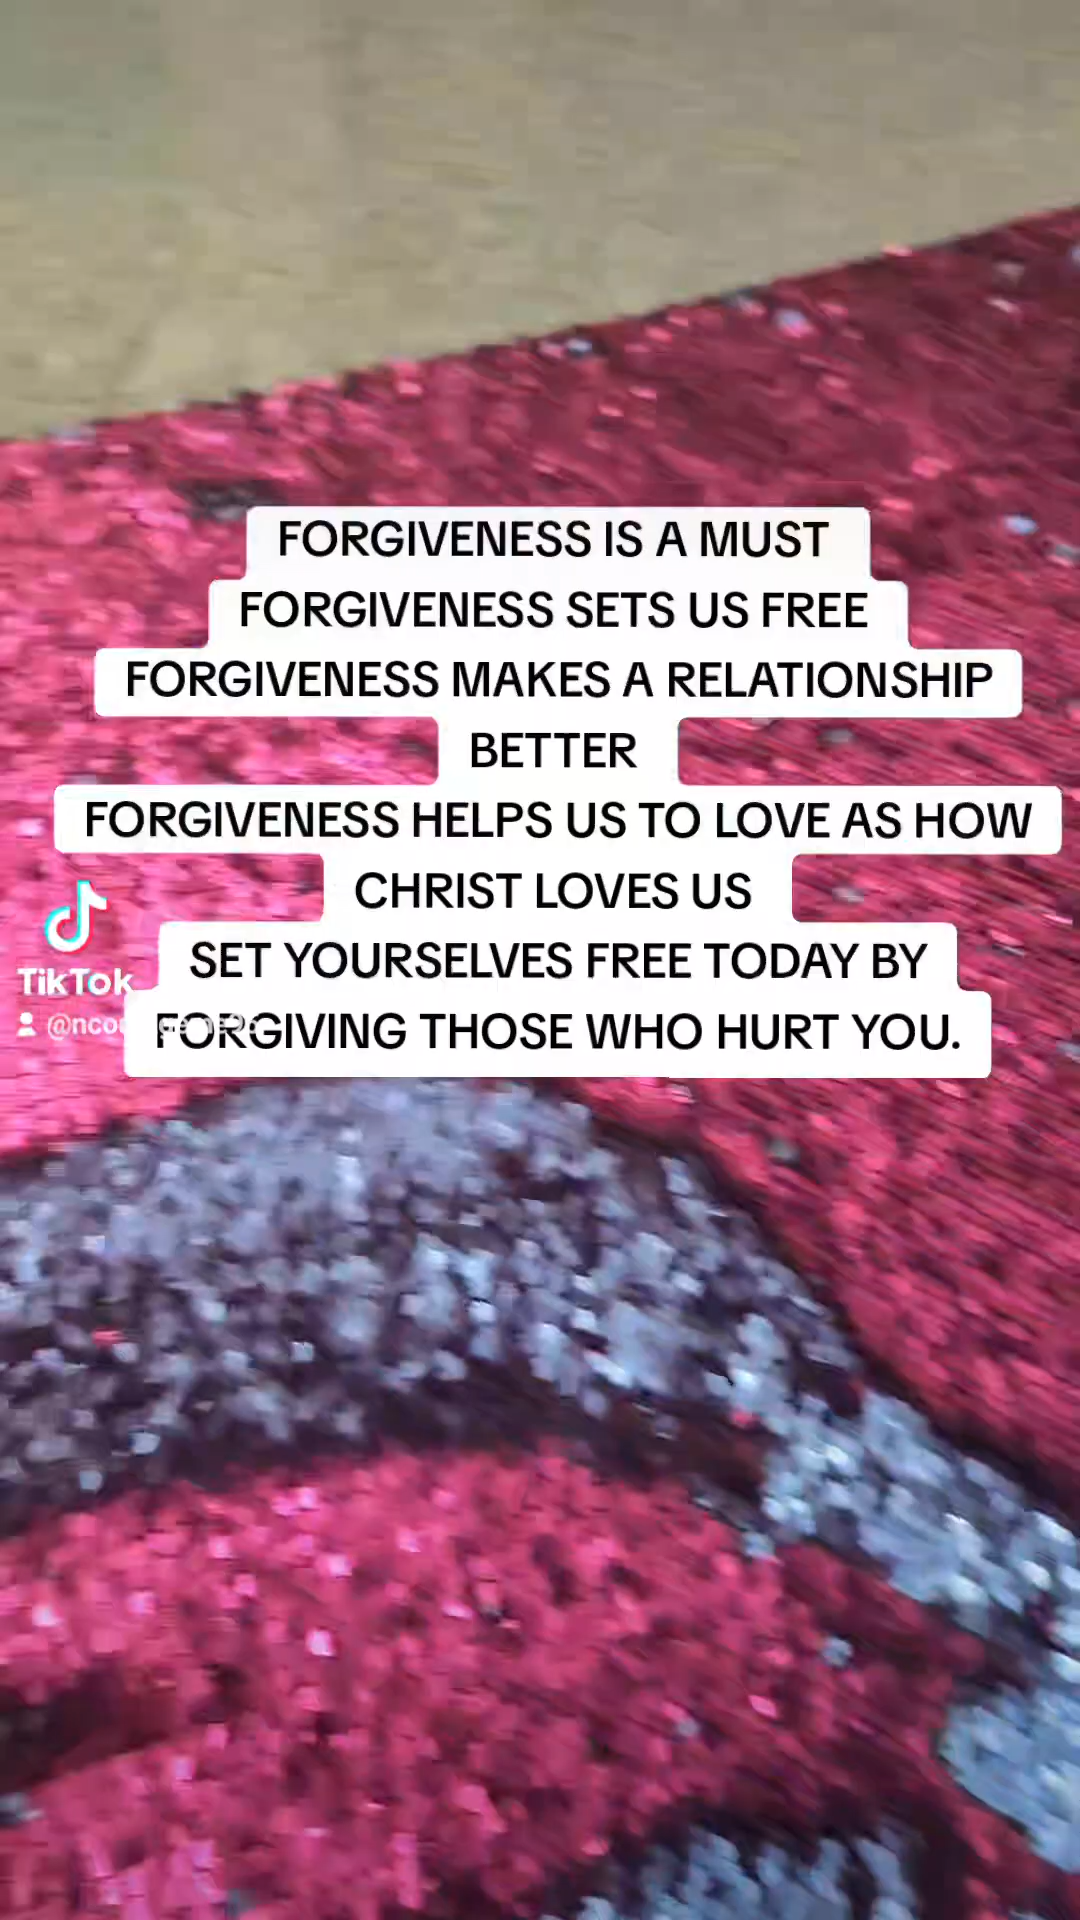 FORGIVENESS IS A MUST
FORGIVENESS SETS US FREE
FORGIVENESS MAKES A RELATIONSHIP
BETTER
FORGIVENESS HELPS US TO LOVE AS HOW
CHRIST LOVES US
SET YOURSELVES FREE TODAY BY
FORGIVING THOSE WHO HURT YOU.
TikTok